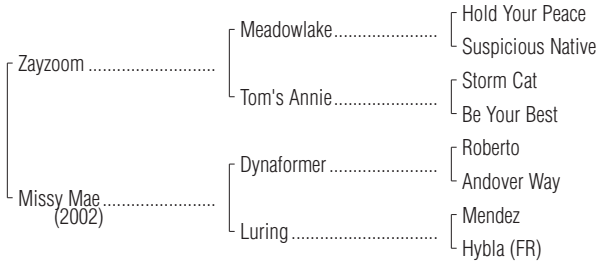 Hold Your Peace
Meadowlake
Suspicious Native
Zayzoom
Storm Cat
Tom's Annie
Be Your Best
Roberto
Dynaformer
Andover Way
Missy Mae
(2002)
Mendez
Luring
Hybla (FR)